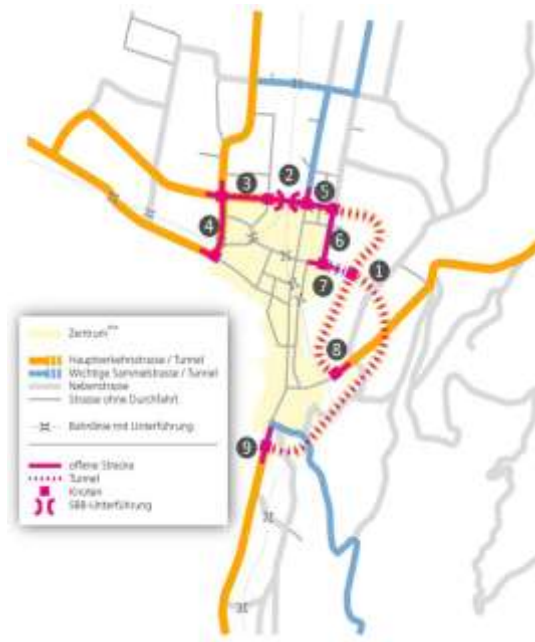 2
5
3
4
6
1
7
8
9
Zentrum
Hauptverkehrsstrasse / Tunnel
Wichtige Sammelstrasse / Tunnel
Nebenstrasse
Strasse ohne Durchfahrt
Bahnlinie mit Unterführung
offene Strecke
Tunnel
Knoten
SBB-Unterführung